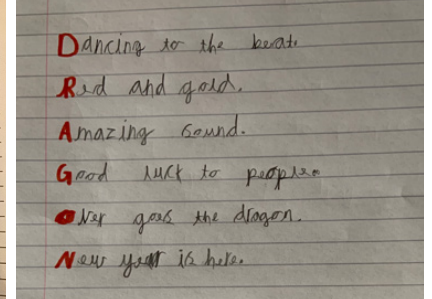 Dancing to the beat.
Red and gold.
Amazing sound.
Good luck to people.
Over goes the dragon.
New year is here.